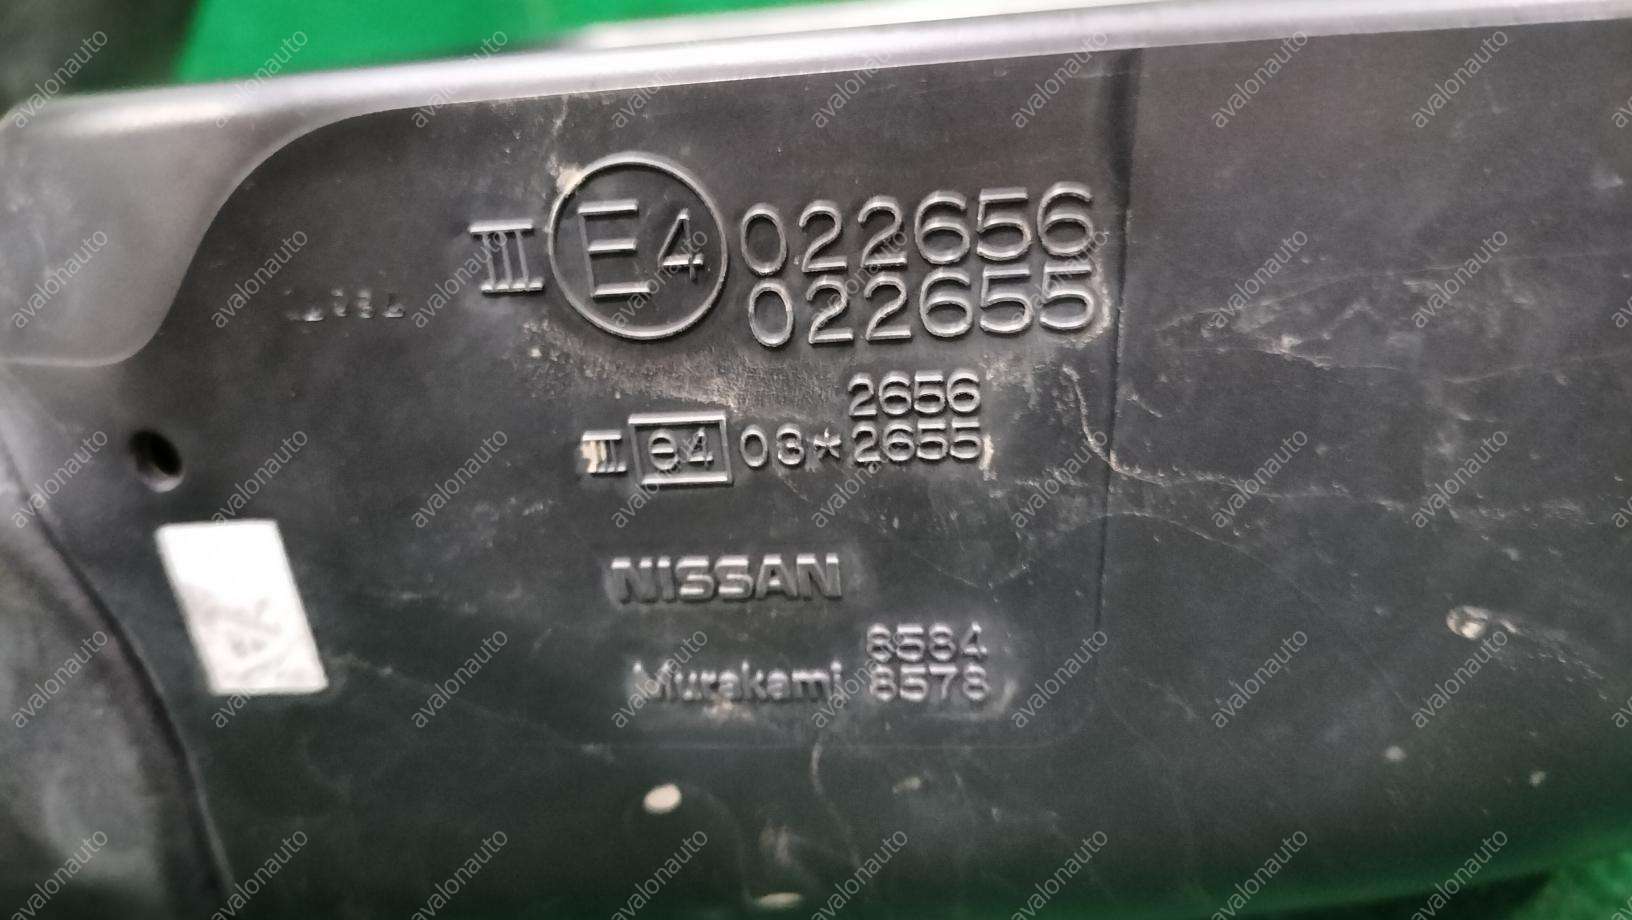 III E4 022656
022655
2656
III e4 03*2655
NISSAN
8584
Murakami 8578
avalonauto